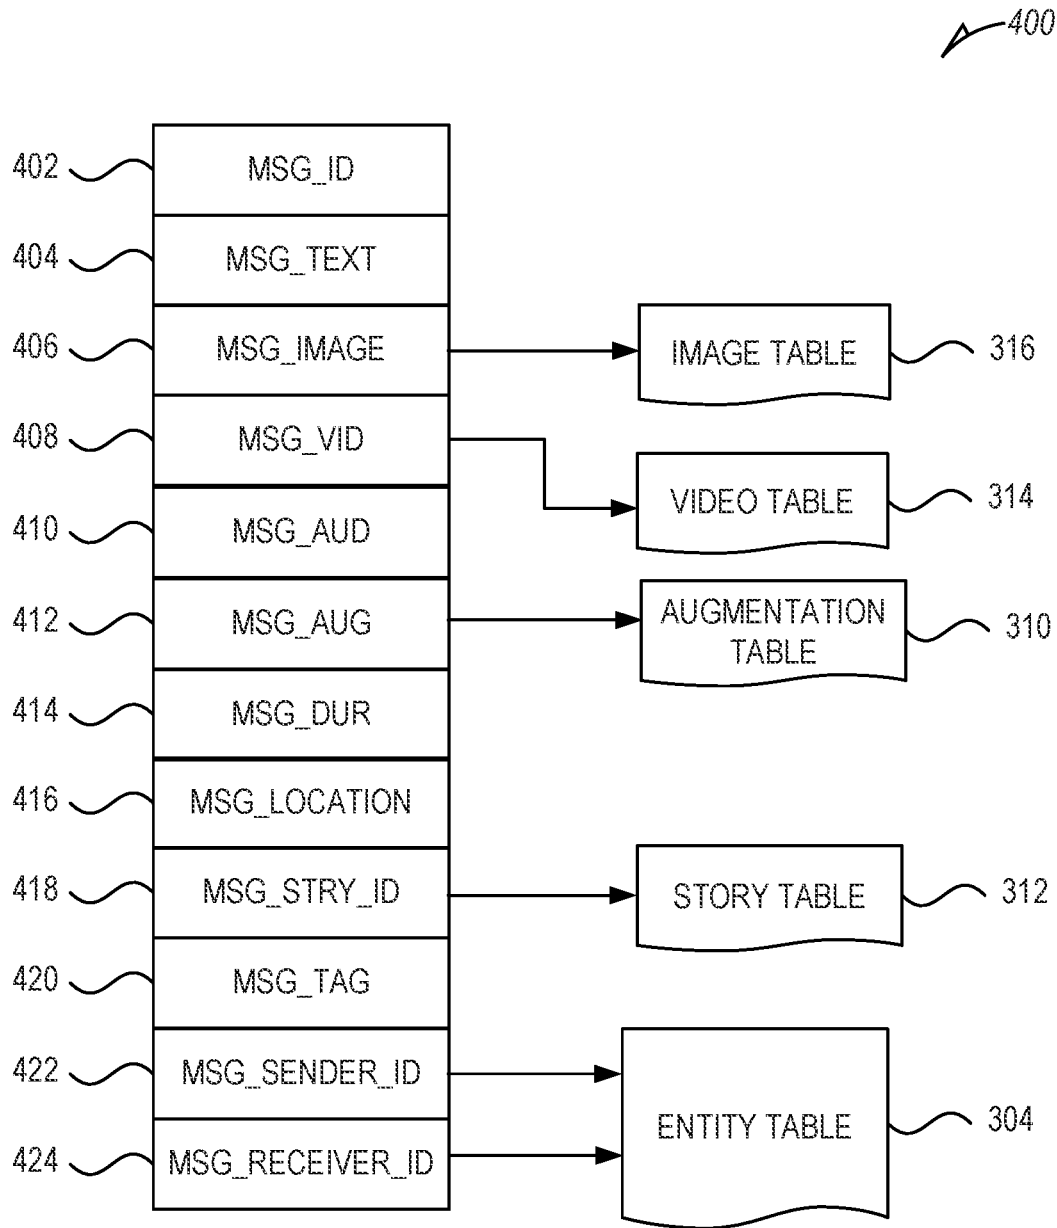 400
402 MSG_ID
404 MSG_TEXT
406 MSG_IMAGE IMAGE TABLE 316
408 MSG_VID
VIDEO TABLE 314
410 MSG_AUD
412 MSG_AUG AUGMENTATION
TABLE 310
414 MSG_DUR
416 MSG_LOCATION
418 MSG_STRY_ID STORY TABLE 312
420 MSG_TAG
422 MSG_SENDER_ID
ENTITY TABLE 304
424 MSG_RECEIVER_ID